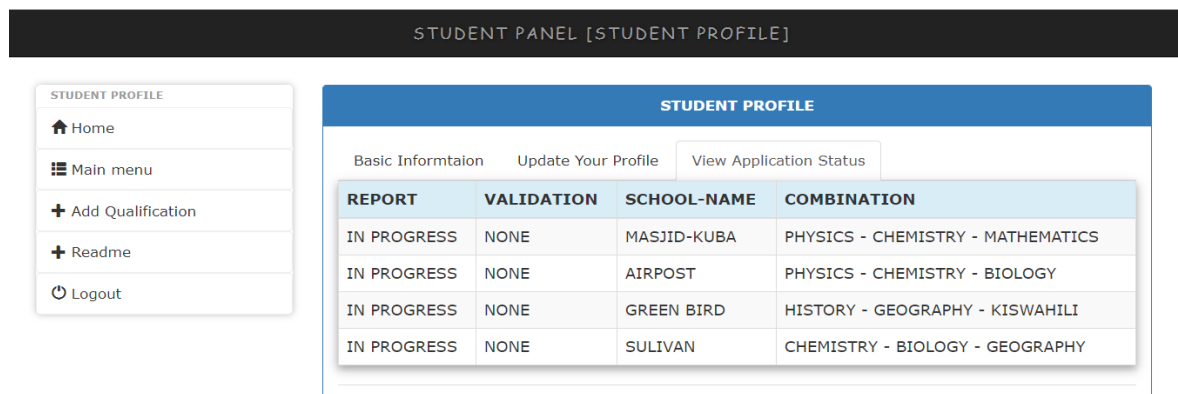 STUDENT PANEL [STUDENT PROFILE]
STUDENT PROFILE
Home
Main menu
Add Qualification
Readme
Logout
STUDENT PROFILE
Basic Informtaion Update Your Profile View Application Status
REPORT VALIDATION SCHOOL-NAME COMBINATION
IN PROGRESS NONE MASJID-KUBA PHYSICS - CHEMISTRY - MATHEMATICS
IN PROGRESS NONE AIRPOST PHYSICS - CHEMISTRY - BIOLOGY
IN PROGRESS NONE GREEN BIRD HISTORY - GEOGRAPHY - KISWAHILI
IN PROGRESS NONE SULIVAN CHEMISTRY - BIOLOGY - GEOGRAPHY